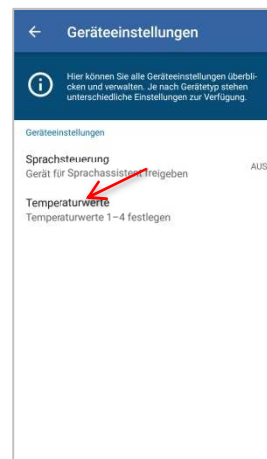 Geräteeinstellungen
Hier können Sie alle Geräteeinstellungen überbli-
cken und verwalten. Je nach Gerätetyp stehen
unterschiedliche Einstellungen zur Verfügung.
Geräteeinstellungen
Sprachsteuerung
Gerät für Sprachassistent freigeben
AUS
Temperaturwerte
Temperaturwerte 1–4 festlegen